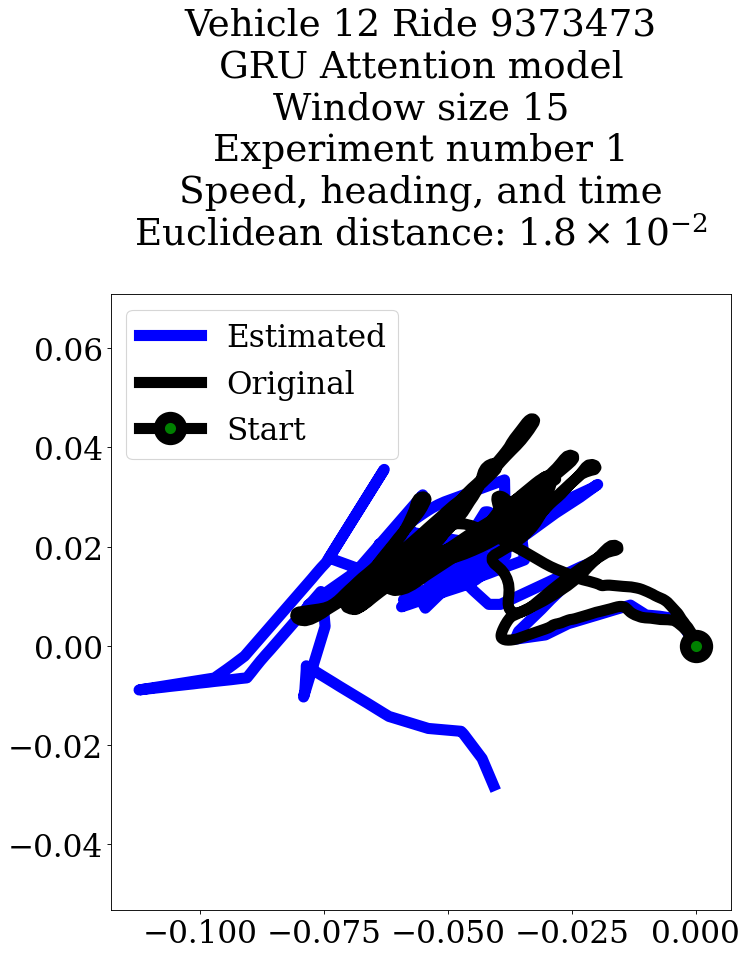 Vehicle 12 Ride 9373473
GRU Attention model
Window size 15
Experiment number 1
Speed, heading, and time
Euclidean distance: 1.8 × 10⁻²
Estimated
Original
Start
0.06
0.04
0.02
0.00
−0.02
−0.04
−0.100 −0.075 −0.050 −0.025 0.000